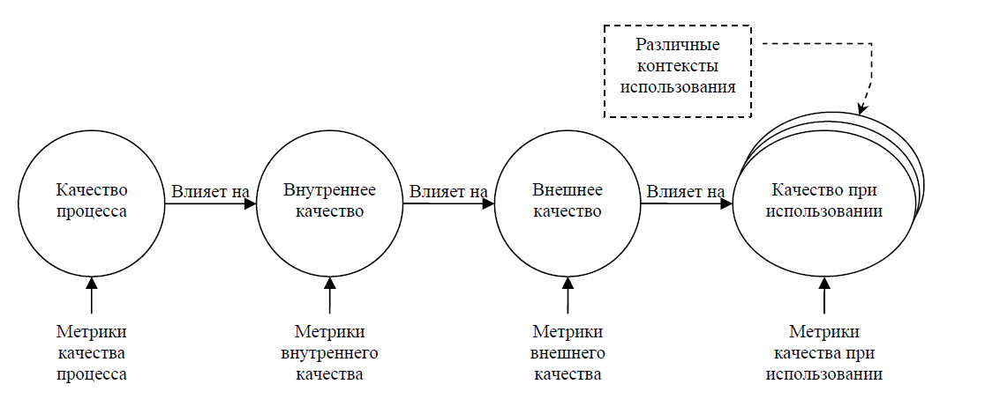 Различные
контексты
использования
Качество
процесса
Влияет на
Внутреннее
качество
Влияет на
Внешнее
качество
Влияет на
Качество при
использовании
Метрики
качества
процесса
Метрики
внутреннего
качества
Метрики
внешнего
качества
Метрики
качества при
использовании